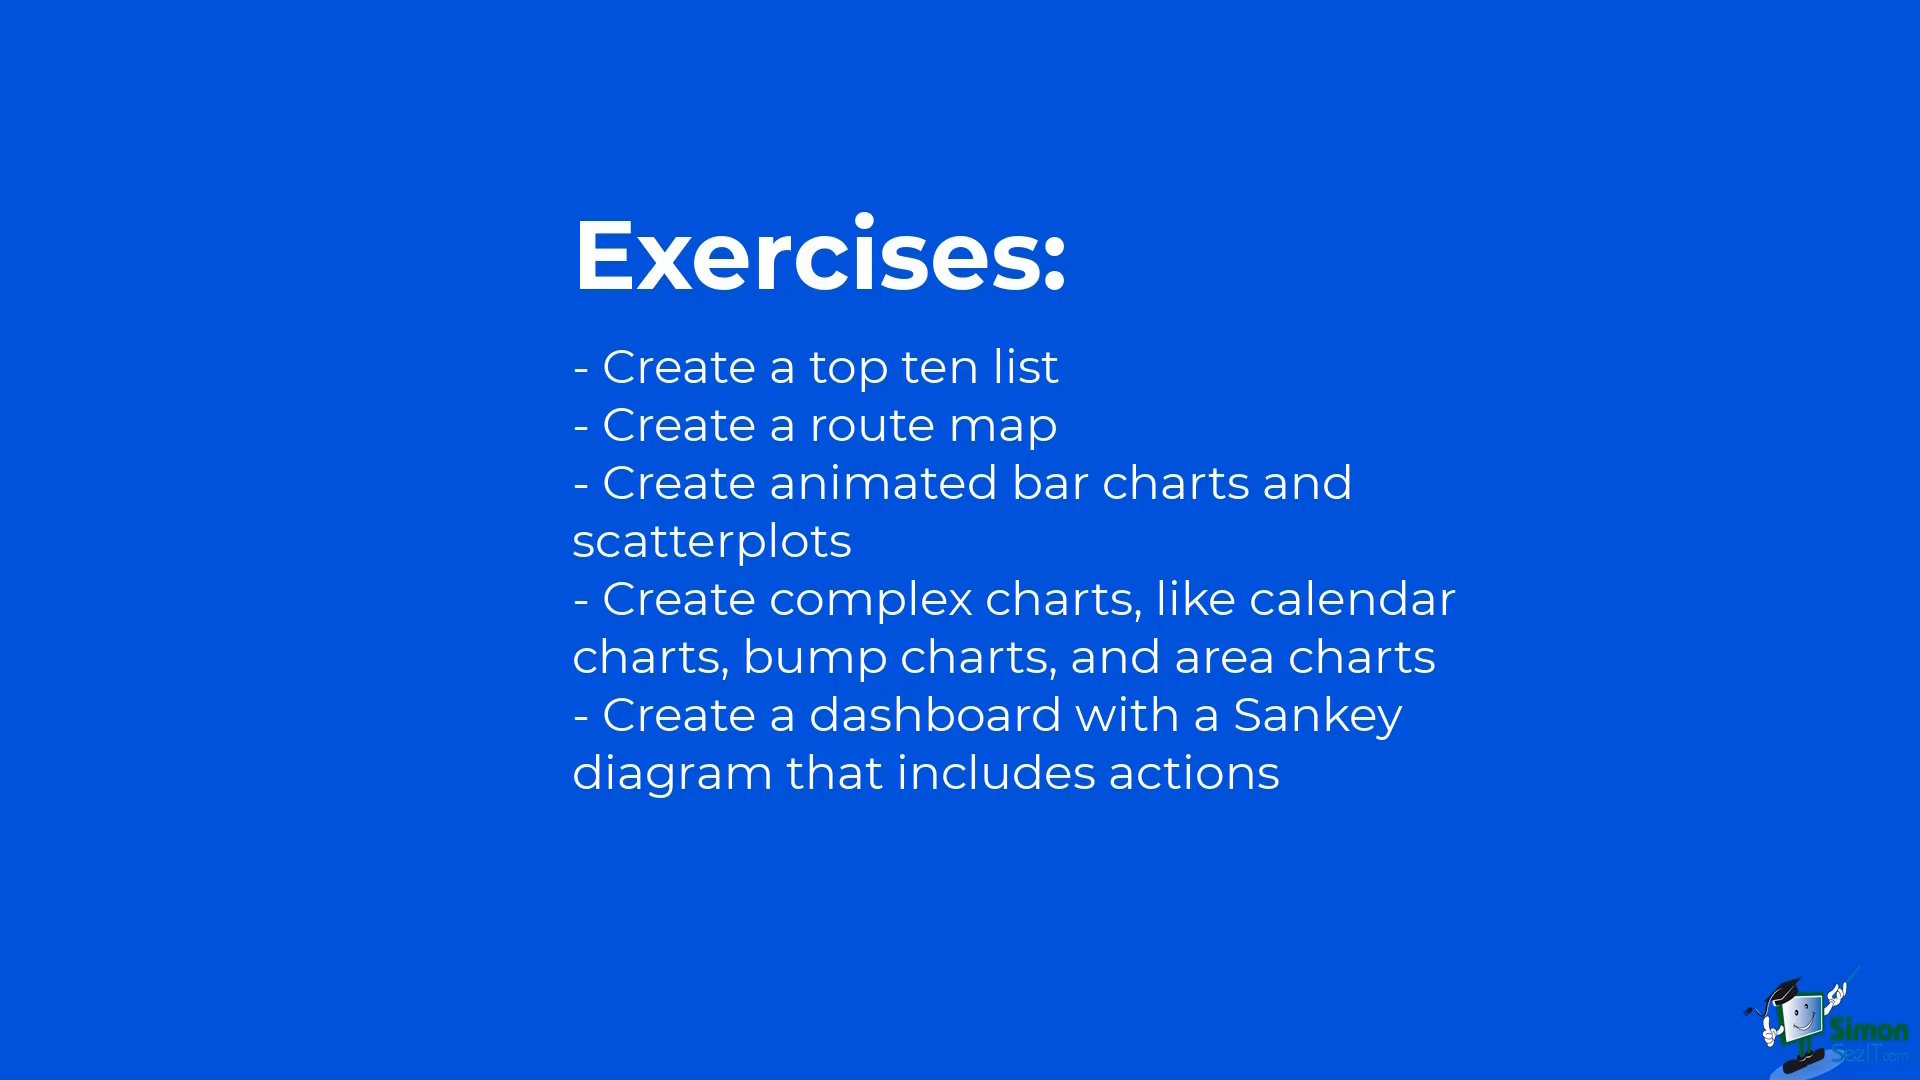 Exercises:
- Create a top ten list
- Create a route map
- Create animated bar charts and
scatterplots
- Create complex charts, like calendar
charts, bump charts, and area charts
- Create a dashboard with a Sankey
diagram that includes actions
Simon
SezIT.com